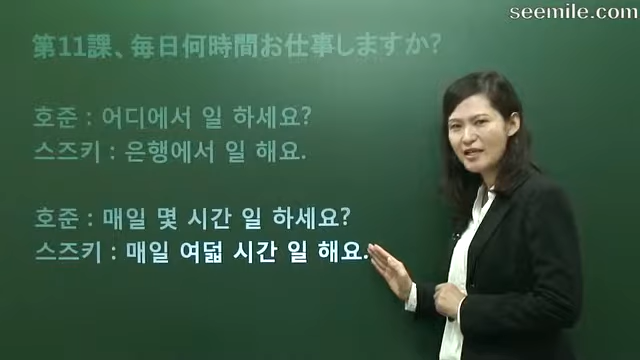 seemile.com
第11課、毎日何時間お仕事しますか?
호준 : 어디에서 일 하세요?
스즈키 : 은행에서 일 해요.
호준 : 매일 몇 시간 일 하세요?
스즈키 : 매일 여덟 시간 일 해요.